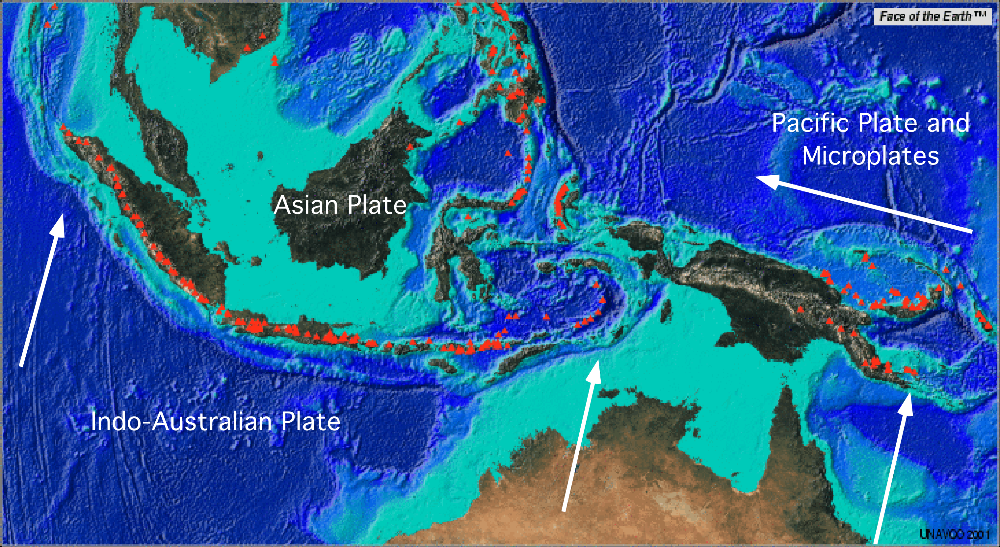 Face of the Earth™
Pacific Plate and
Microplates
Asian Plate
Indo-Australian Plate
UNAVCO 2001